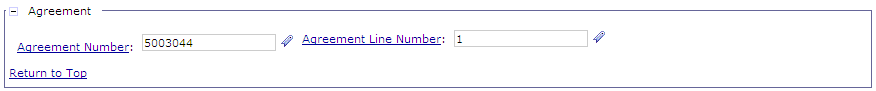 Agreement
Agreement Number: 5003044 Agreement Line Number: 1
Return to Top